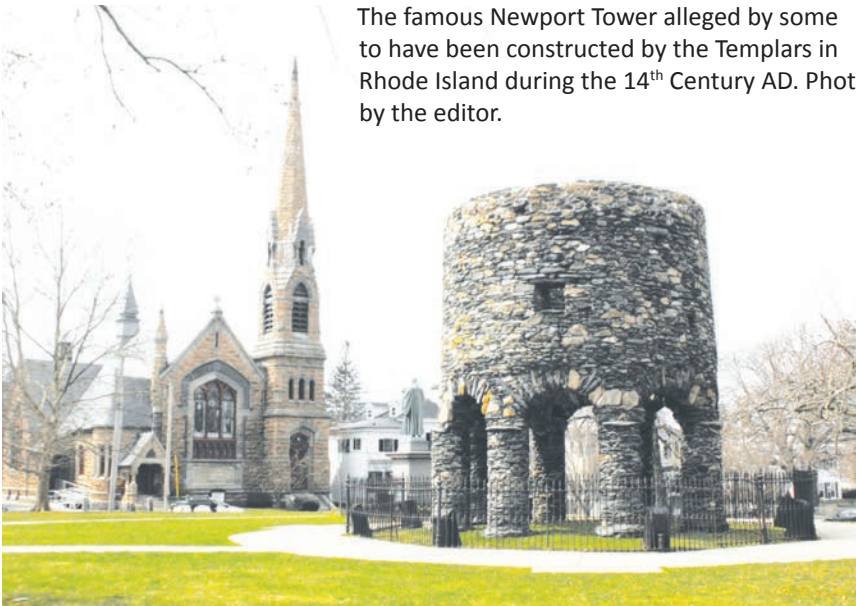 The famous Newport Tower alleged by some
to have been constructed by the Templars in
Rhode Island during the 14th Century AD. Phot
by the editor.